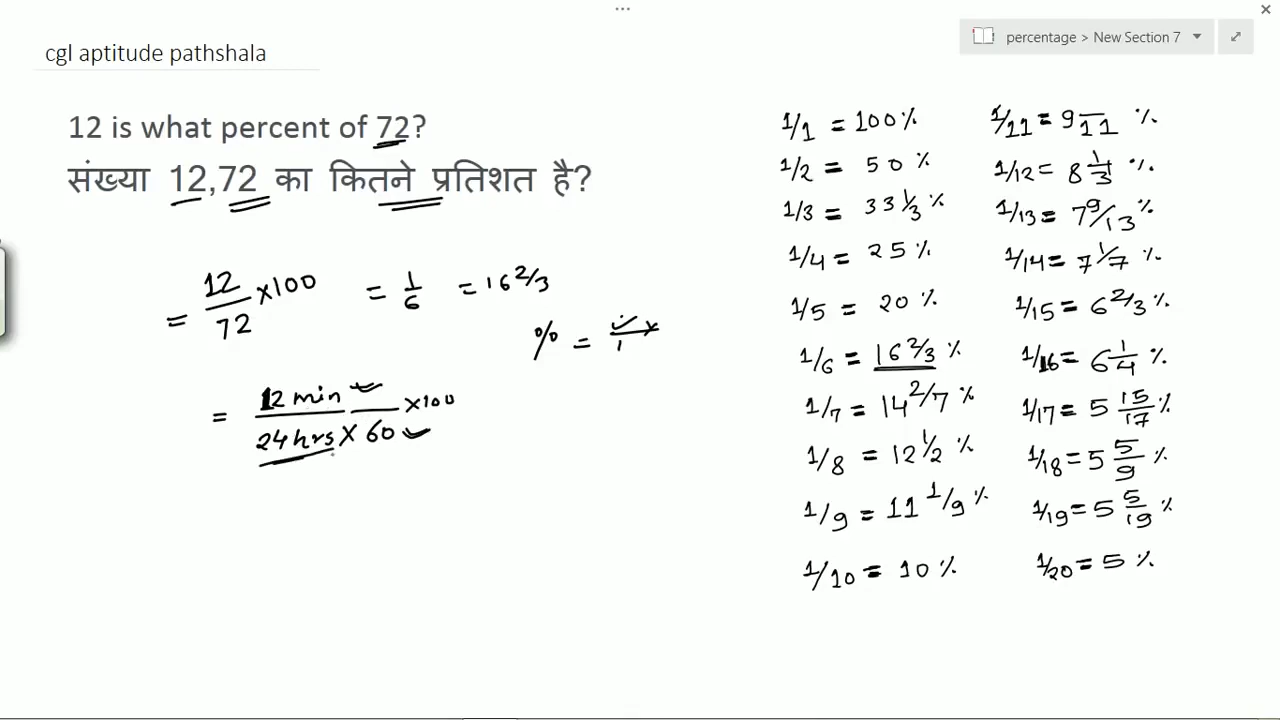 cgl aptitude pathshala
percentage > New Section 7
12 is what percent of 72?
संख्या 12,72 का कितने प्रतिशत है?
= 12/72 ×100 = 1/6 = 16 2/3
% =
= 12 min / 24hrs × 60 ×100
1/1 = 100%
1/2 = 50 %
1/3 = 33 1/3 %
1/4 = 25 %
1/5 = 20 %
1/6 = 16 2/3 %
1/7 = 14 2/7 %
1/8 = 12 1/2 %
1/9 = 11 1/9 %
1/10 = 10 %
1/11 = 9 /11 %
1/12 = 8 1/3 %
1/13 = 7 9/13 %
1/14 = 7 1/7 %
1/15 = 6 2/3 %
1/16 = 6 1/4 %
1/17 = 5 15/17 %
1/18 = 5 5/9 %
1/19 = 5 5/19 %
1/20 = 5 %